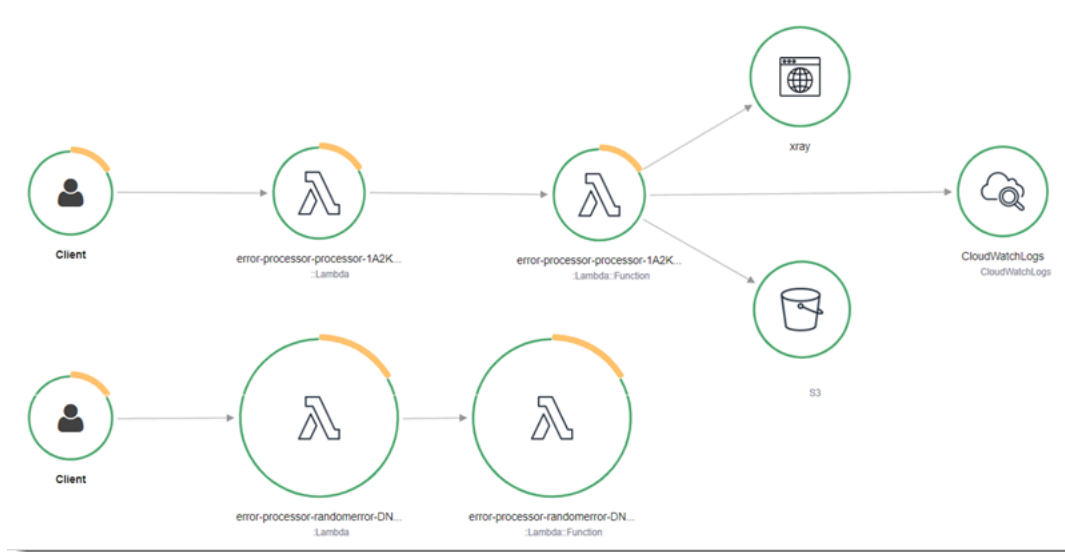 xray
Client
error-processor-processor-1A2K...
::Lambda
error-processor-processor-1A2K...
:Lambda::Function
CloudWatchLogs
CloudWatchLogs
S3
Client
error-processor-randomerror-DN...
:Lambda
error-processor-randomerror-DN...
:Lambda::Function